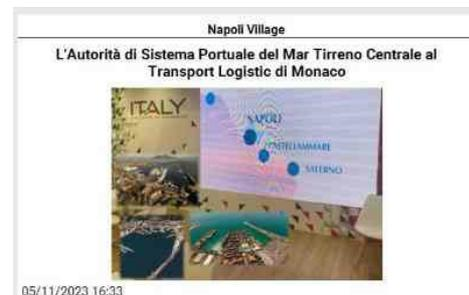 Napoli Village
L'Autorità di Sistema Portuale del Mar Tirreno Centrale al
Transport Logistic di Monaco
ITALY
NAPOLI
CASTELLAMMARE
SALERNO
05/11/2023 16:33